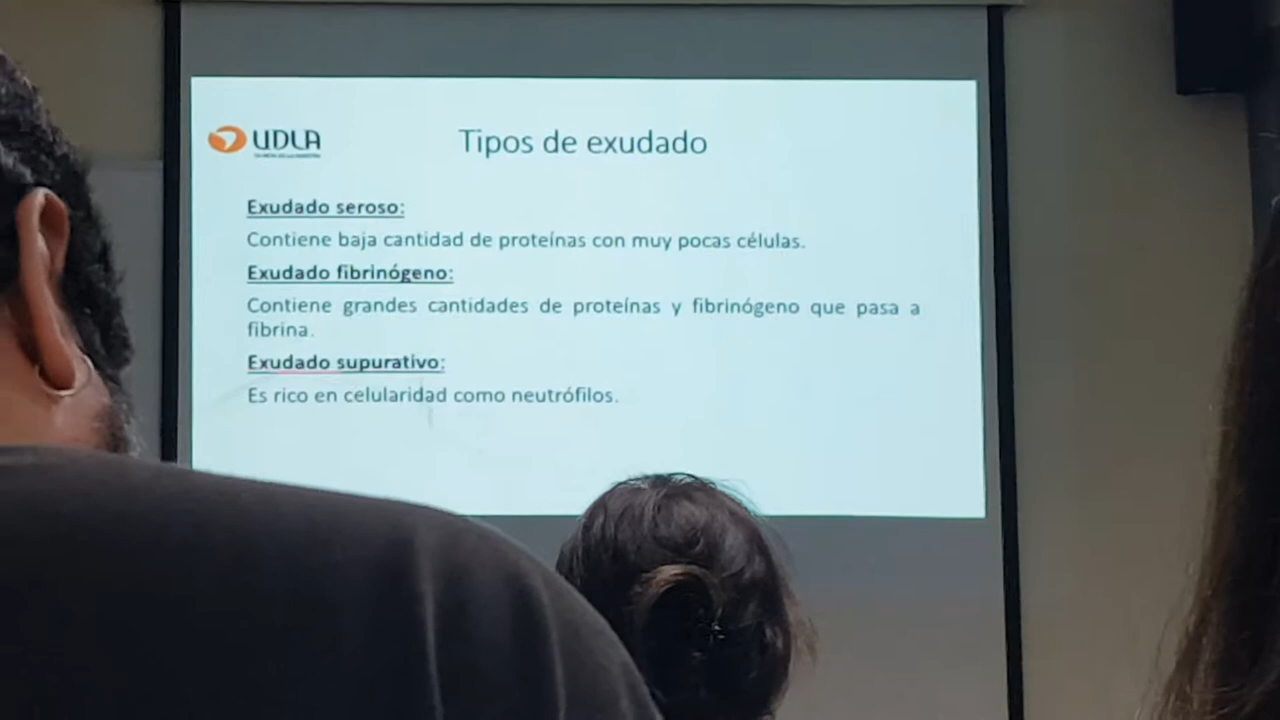 UDLA
Tipos de exudado
Exudado seroso:
Contiene baja cantidad de proteínas con muy pocas células.
Exudado fibrinógeno:
Contiene grandes cantidades de proteínas y fibrinógeno que pasa a
fibrina.
Exudado supurativo:
Es rico en celularidad como neutrófilos.